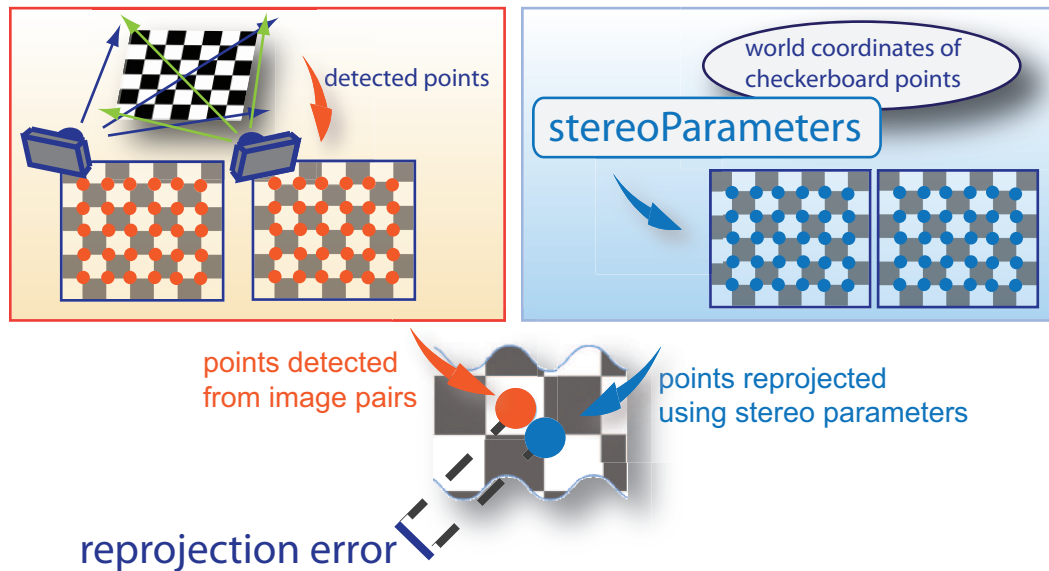 detected points
world coordinates of
checkerboard points
stereoParameters
points detected
from image pairs
points reprojected
using stereo parameters
reprojection error